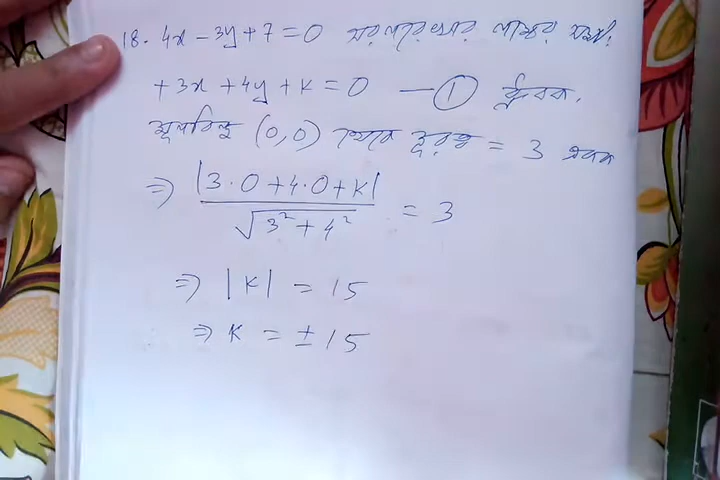 18. 4x - 3y + 7 = 0 সরলরেখার লম্বের সমী:
+ 3x + 4y + k = 0 —① ধ্রুবক.
মূলবিন্দু (0,0) থেকে দূরত্ব = 3 একক
⇒ |3·0 + 4·0 + k| / √3² + 4² = 3
⇒ |k| = 15
⇒ k = ±15